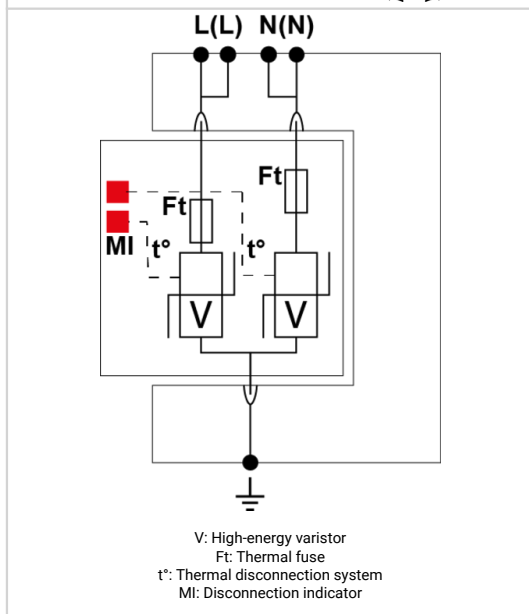 L(L) N(N)
Ft
Ft
MI t° t°
V V
V: High-energy varistor
Ft: Thermal fuse
t°: Thermal disconnection system
MI: Disconnection indicator